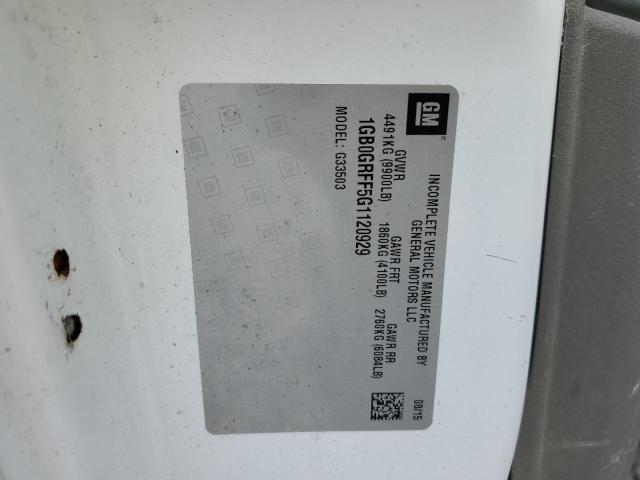 GM
INCOMPLETE VEHICLE MANUFACTURED BY
GENERAL MOTORS LLC
GVWR GAWR FRT GAWR RR
4491KG (9900LB) 1860KG (4100LB) 2760KG (6084LB)
1GB0GRFF5G1120929
MODEL: G33503
08/15